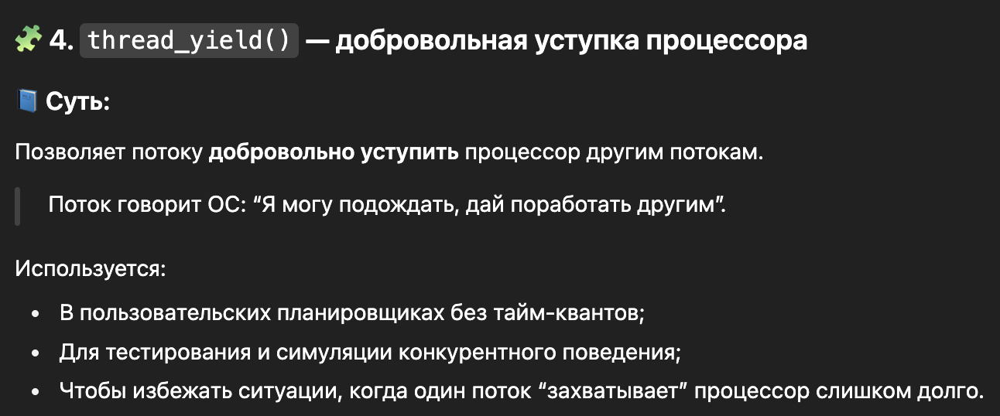 🧩 4. thread_yield() — добровольная уступка процессора
📘 Суть:
Позволяет потоку добровольно уступить процессор другим потокам.
Поток говорит ОС: “Я могу подождать, дай поработать другим”.
Используется:
• В пользовательских планировщиках без тайм-квантов;
• Для тестирования и симуляции конкурентного поведения;
• Чтобы избежать ситуации, когда один поток “захватывает” процессор слишком долго.